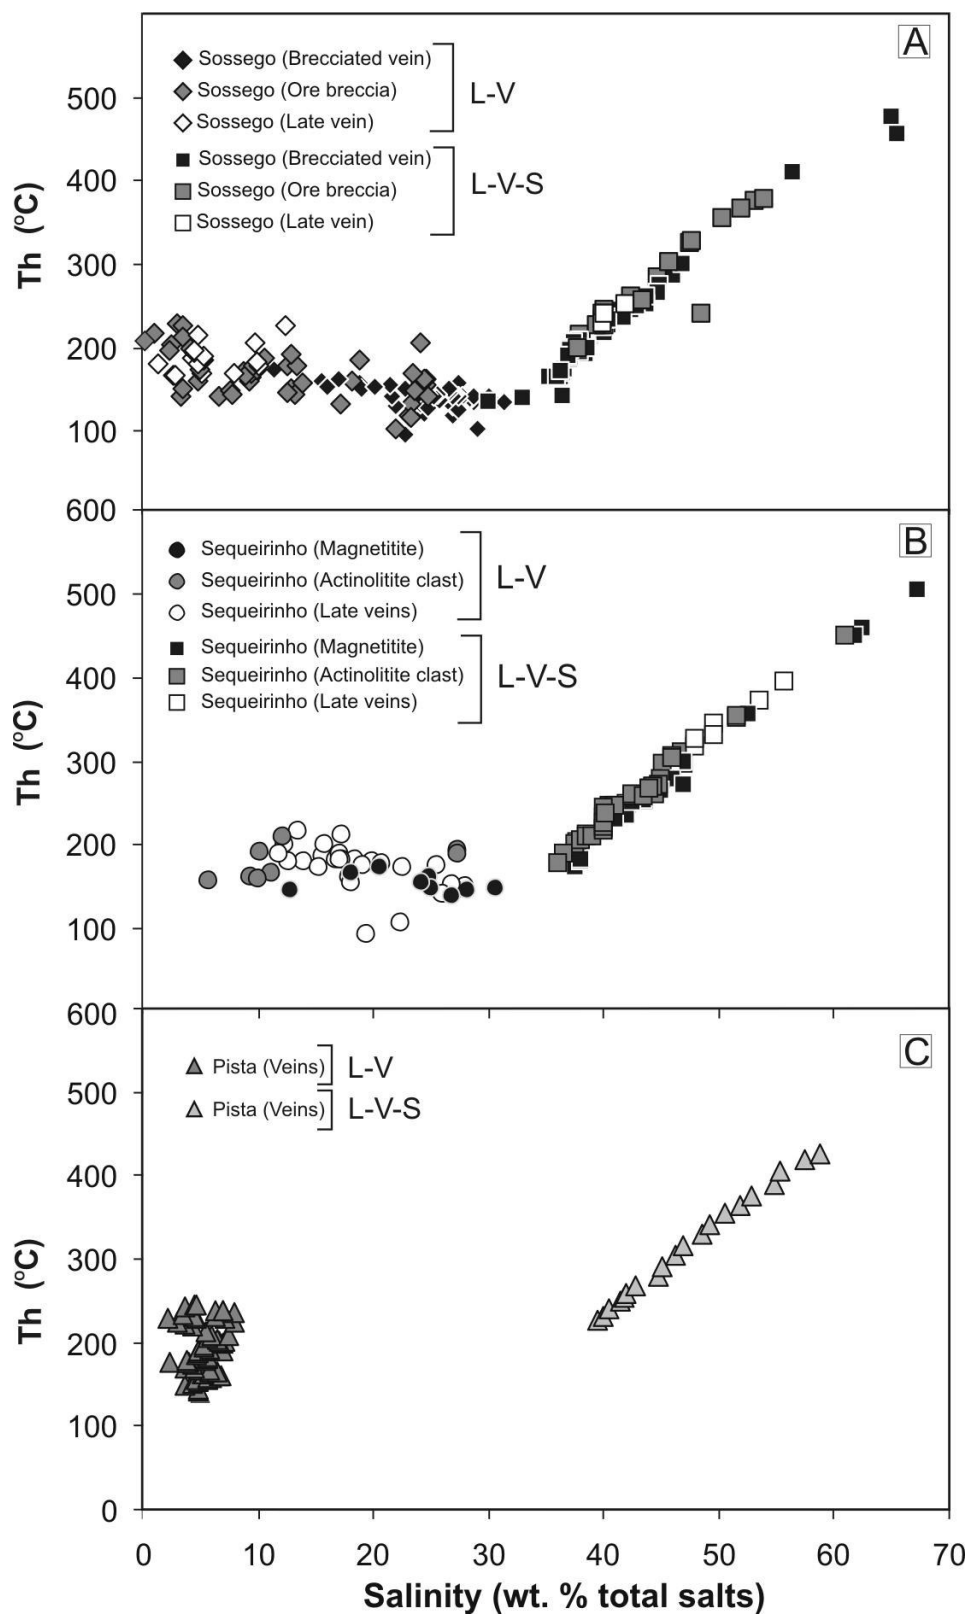 A
Sossego (Brecciated vein)
Sossego (Ore breccia)
Sossego (Late vein)
L-V
Sossego (Brecciated vein)
Sossego (Ore breccia)
Sossego (Late vein)
L-V-S
500
400
300
200
100
Th (ºC)
600
B
Sequeirinho (Magnetitite)
Sequeirinho (Actinolitite clast)
Sequeirinho (Late veins)
L-V
Sequeirinho (Magnetitite)
Sequeirinho (Actinolitite clast)
Sequeirinho (Late veins)
L-V-S
500
400
300
200
100
Th (ºC)
600
C
Pista (Veins)
L-V
Pista (Veins)
L-V-S
500
400
300
200
100
0
Th (ºC)
0 10 20 30 40 50 60 70
Salinity (wt. % total salts)